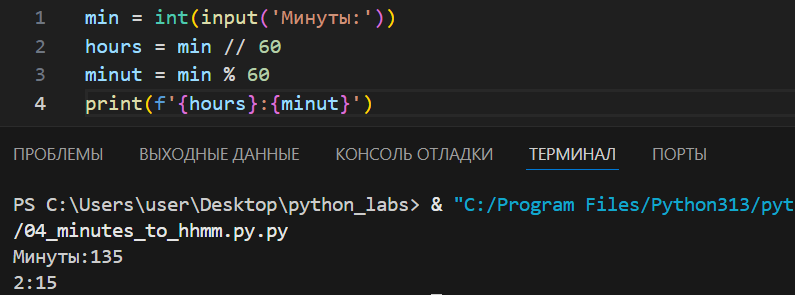 1 min = int(input('Минуты:'))
2 hours = min // 60
3 minut = min % 60
4 print(f'{hours}:{minut}')
ПРОБЛЕМЫ ВЫХОДНЫЕ ДАННЫЕ КОНСОЛЬ ОТЛАДКИ ТЕРМИНАЛ ПОРТЫ
PS C:\Users\user\Desktop\python_labs> & "C:/Program Files/Python313/pyt
/04_minutes_to_hhmm.py.py
Минуты:135
2:15